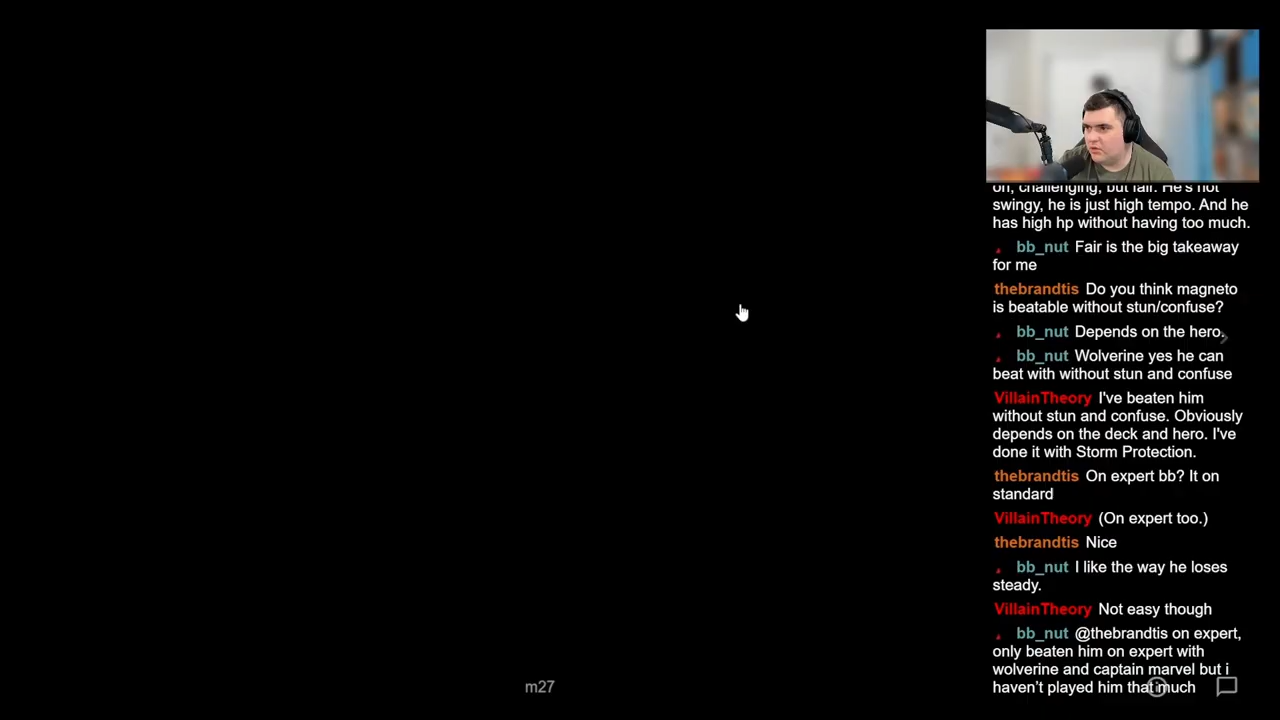 on, challenging, but fair. He's not
swingy, he is just high tempo. And he
has high hp without having too much.
bb_nut Fair is the big takeaway
for me
thebrandtis Do you think magneto
is beatable without stun/confuse?
bb_nut Depends on the hero.
bb_nut Wolverine yes he can
beat with without stun and confuse
VillainTheory I've beaten him
without stun and confuse. Obviously
depends on the deck and hero. I've
done it with Storm Protection.
thebrandtis On expert bb? It on
standard
VillainTheory (On expert too.)
thebrandtis Nice
bb_nut I like the way he loses
steady.
VillainTheory Not easy though
bb_nut @thebrandtis on expert,
only beaten him on expert with
wolverine and captain marvel but i
haven't played him that much
m27